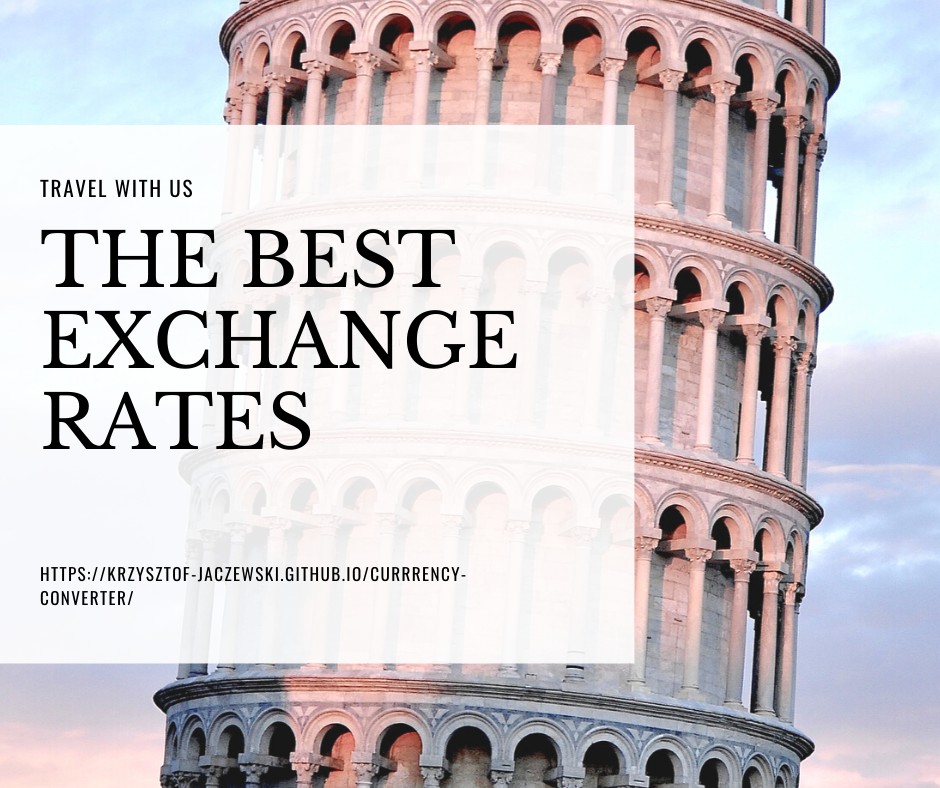 TRAVEL WITH US
THE BEST
EXCHANGE
RATES
HTTPS://KRZYSZTOF-JACZEWSKI.GITHUB.IO/CURRRENCY-
CONVERTER/